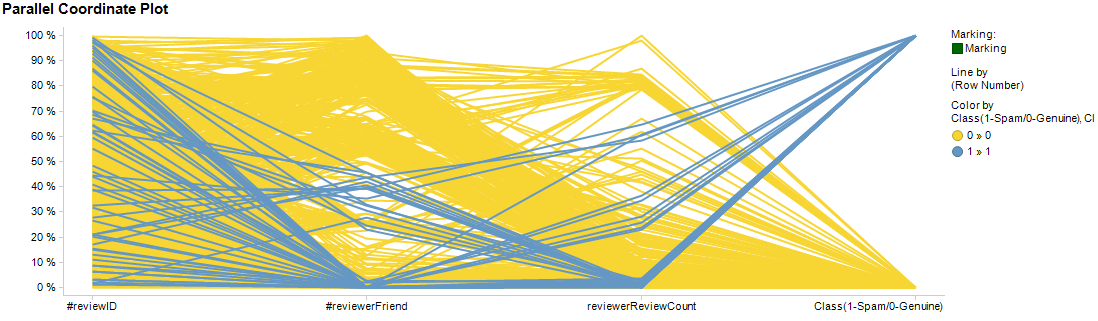 Parallel Coordinate Plot
100 %
90 %
80 %
70 %
60 %
50 %
40 %
30 %
20 %
10 %
0 %
#reviewID
#reviewerFriend
reviewerReviewCount
Class(1-Spam/0-Genuine)
Marking:
Marking
Line by
(Row Number)
Color by
Class(1-Spam/0-Genuine), Cl
0 » 0
1 » 1